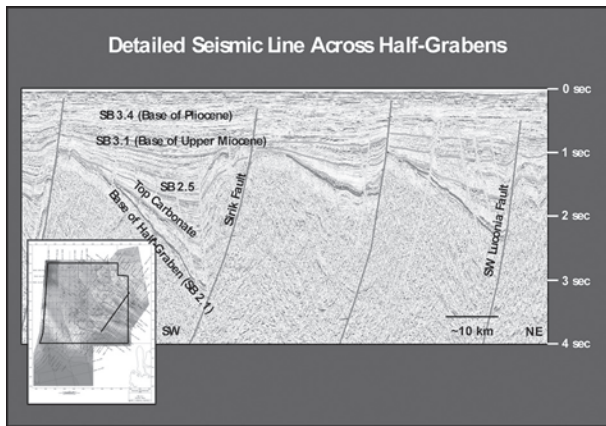 Detailed Seismic Line Across Half-Grabens
0 sec
SB 3.4 (Base of Pliocene)
SB 3.1 (Base of Upper Miocene)
1 sec
SB 2.5
Top Carbonate
Base of Half-Graben (SB 2.1)
Sirik Fault
SW Luconia Fault
2 sec
3 sec
~10 km
SW
NE
4 sec